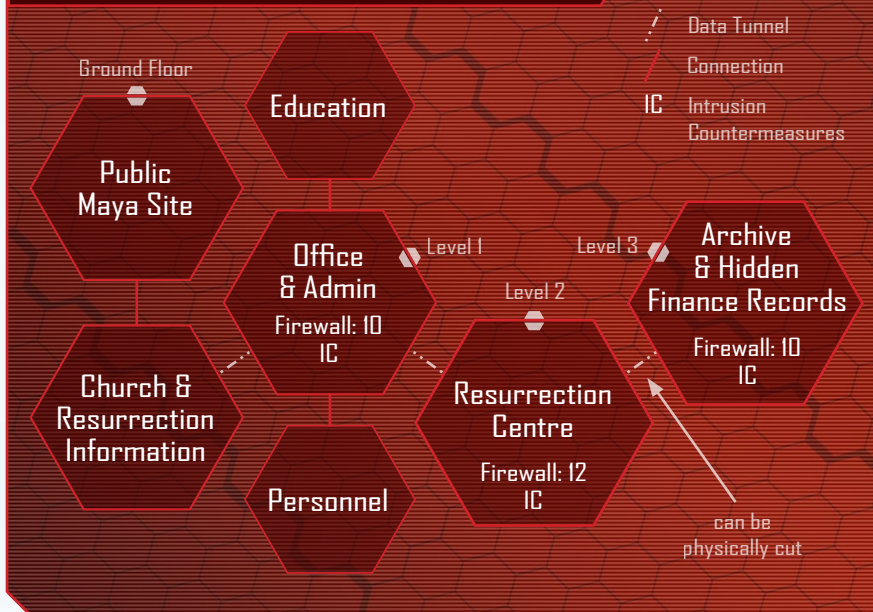 Data Tunnel
Connection
IC
Intrusion
Countermeasures
Ground Floor
Public
Maya Site
Church &
Resurrection
Information
Education
Level 1
Office
& Admin
Firewall: 10
IC
Personnel
Level 2
Resurrection
Centre
Firewall: 12
IC
Level 3
Archive
& Hidden
Finance Records
Firewall: 10
IC
can be
physically cut